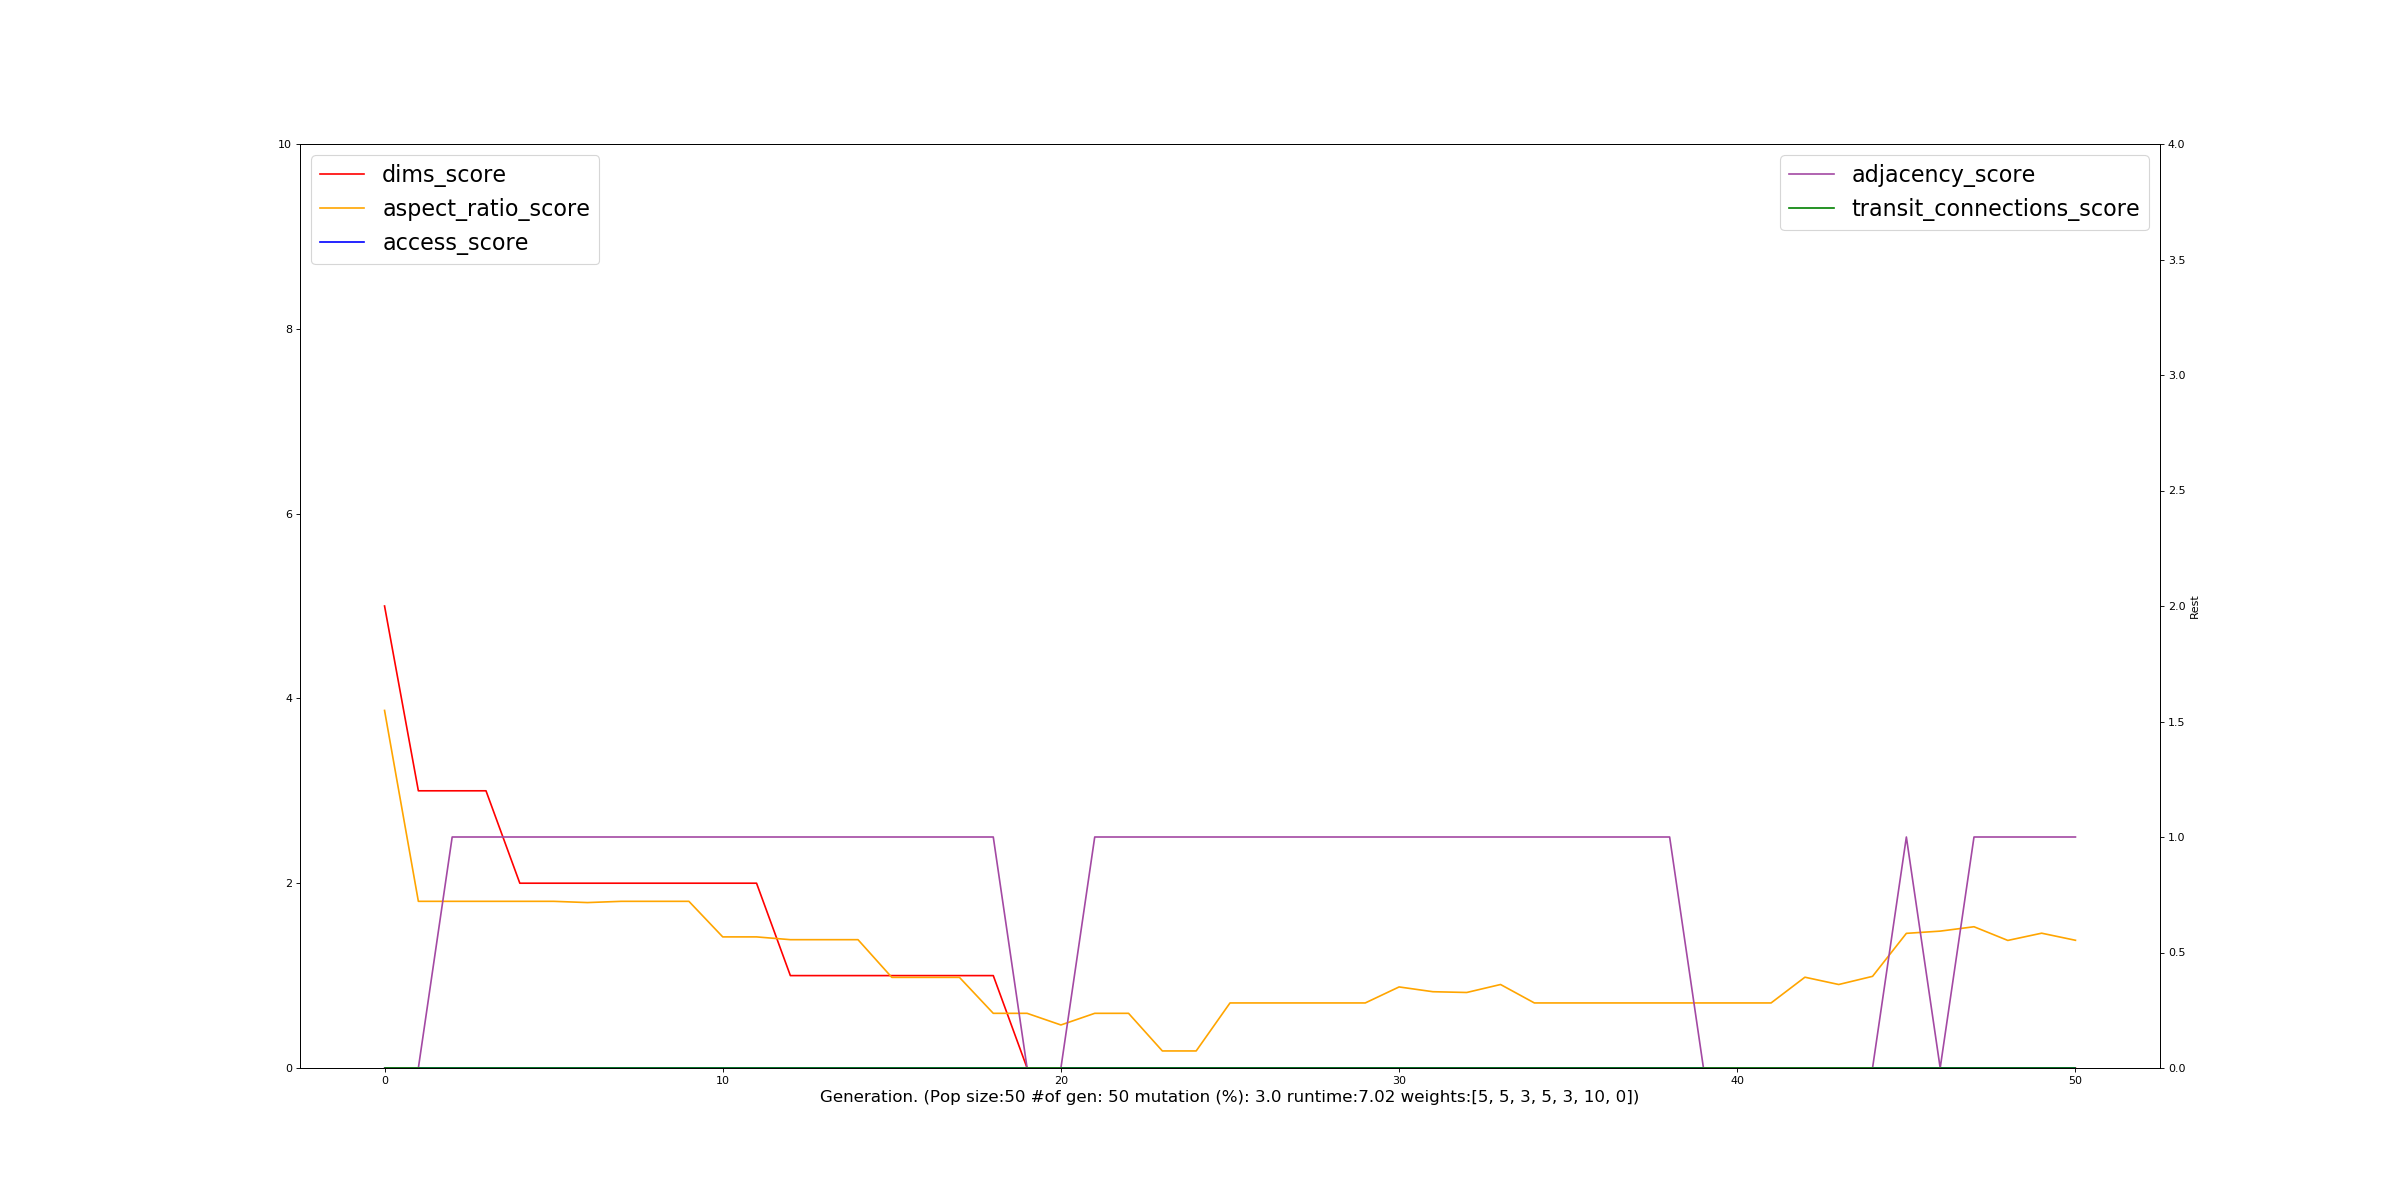 dims_score
aspect_ratio_score
access_score
adjacency_score
transit_connections_score
10
8
6
4
2
0
4.0
3.5
3.0
2.5
2.0
1.5
1.0
0.5
0.0
Rest
0 10 20 30 40 50
Generation. (Pop size:50 #of gen: 50 mutation (%): 3.0 runtime:7.02 weights:[5, 5, 3, 5, 3, 10, 0])